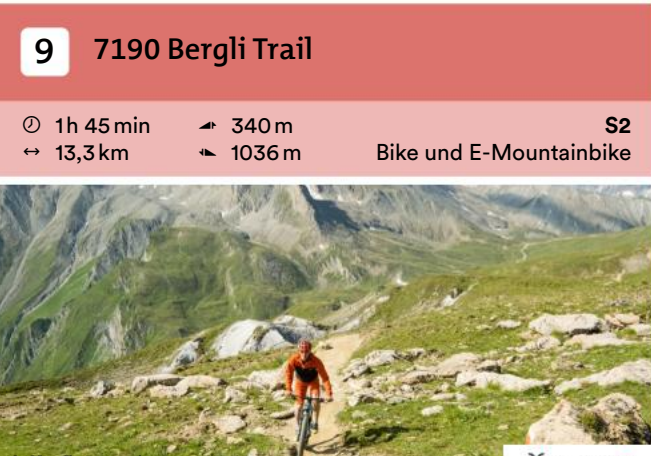 9 7190 Bergli Trail
1h 45 min 340 m S2
13,3 km 1036 m Bike und E-Mountainbike